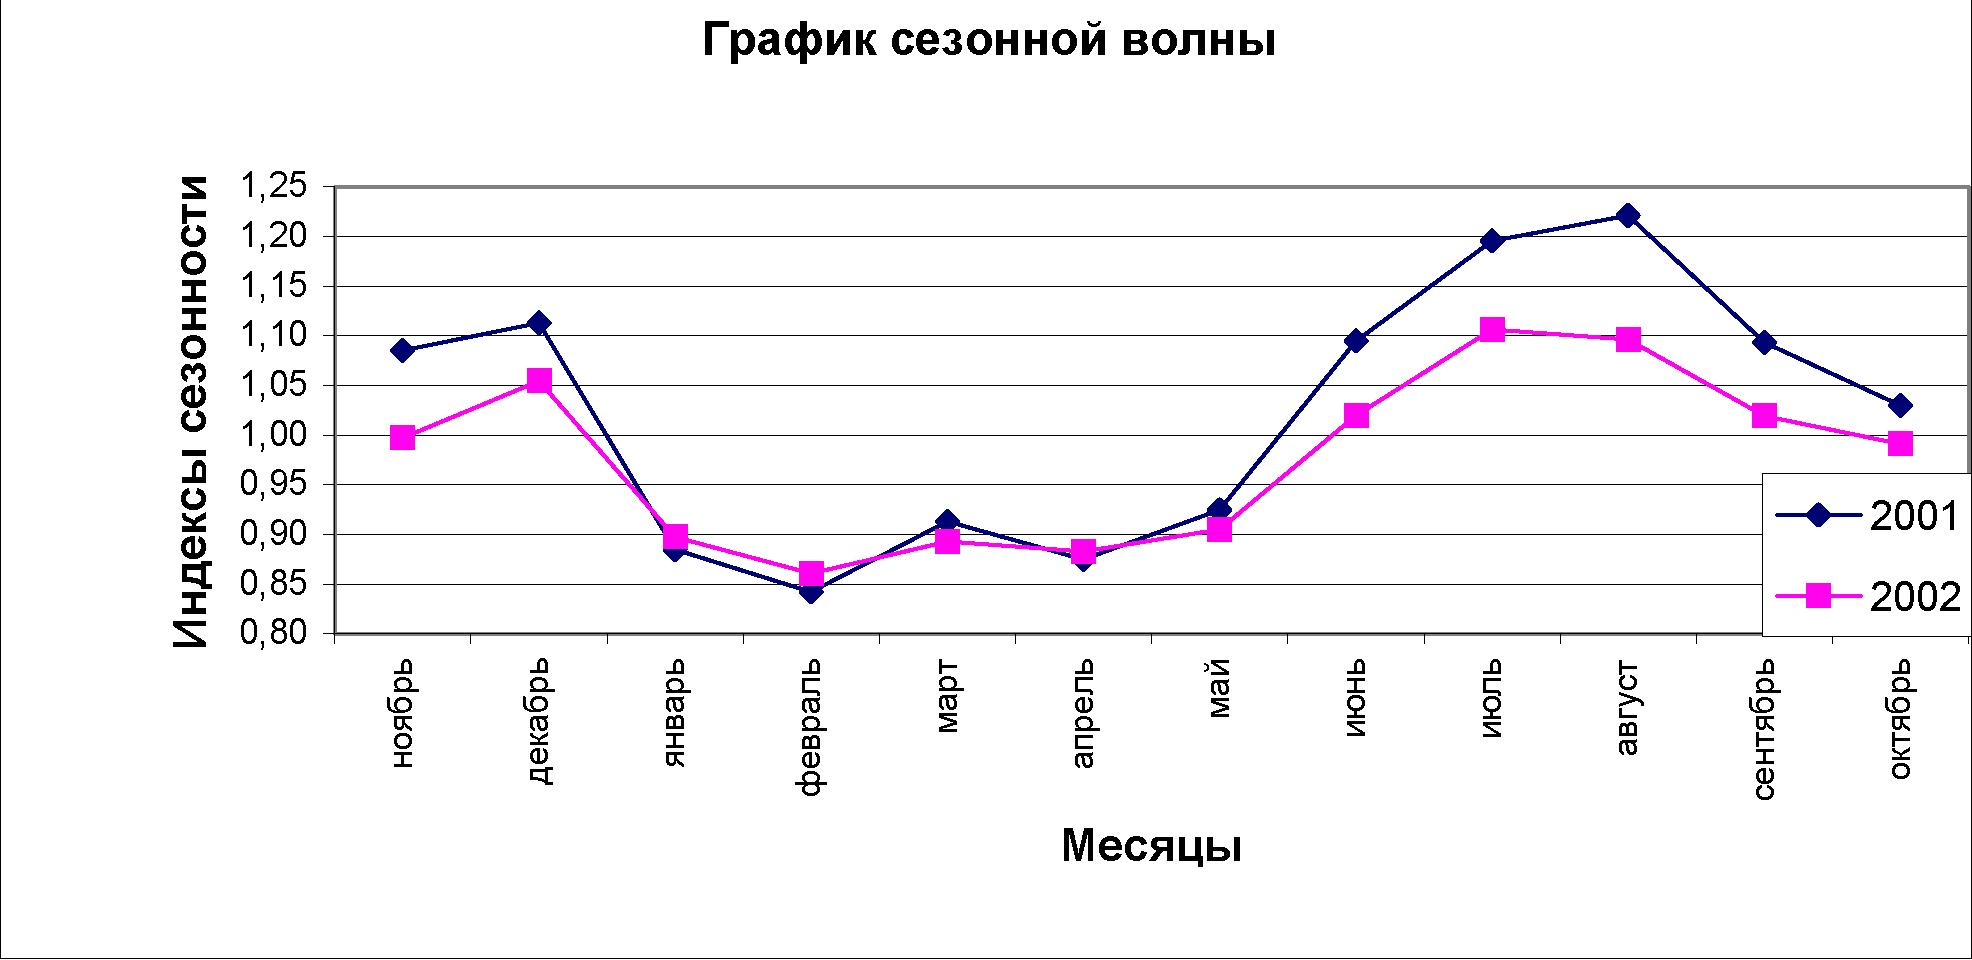 График сезонной волны
Индексы сезонности
1,25
1,20
1,15
1,10
1,05
1,00
0,95
0,90
0,85
0,80
2001
2002
ноябрь
декабрь
январь
февраль
март
апрель
май
июнь
июль
август
сентябрь
октябрь
Месяцы